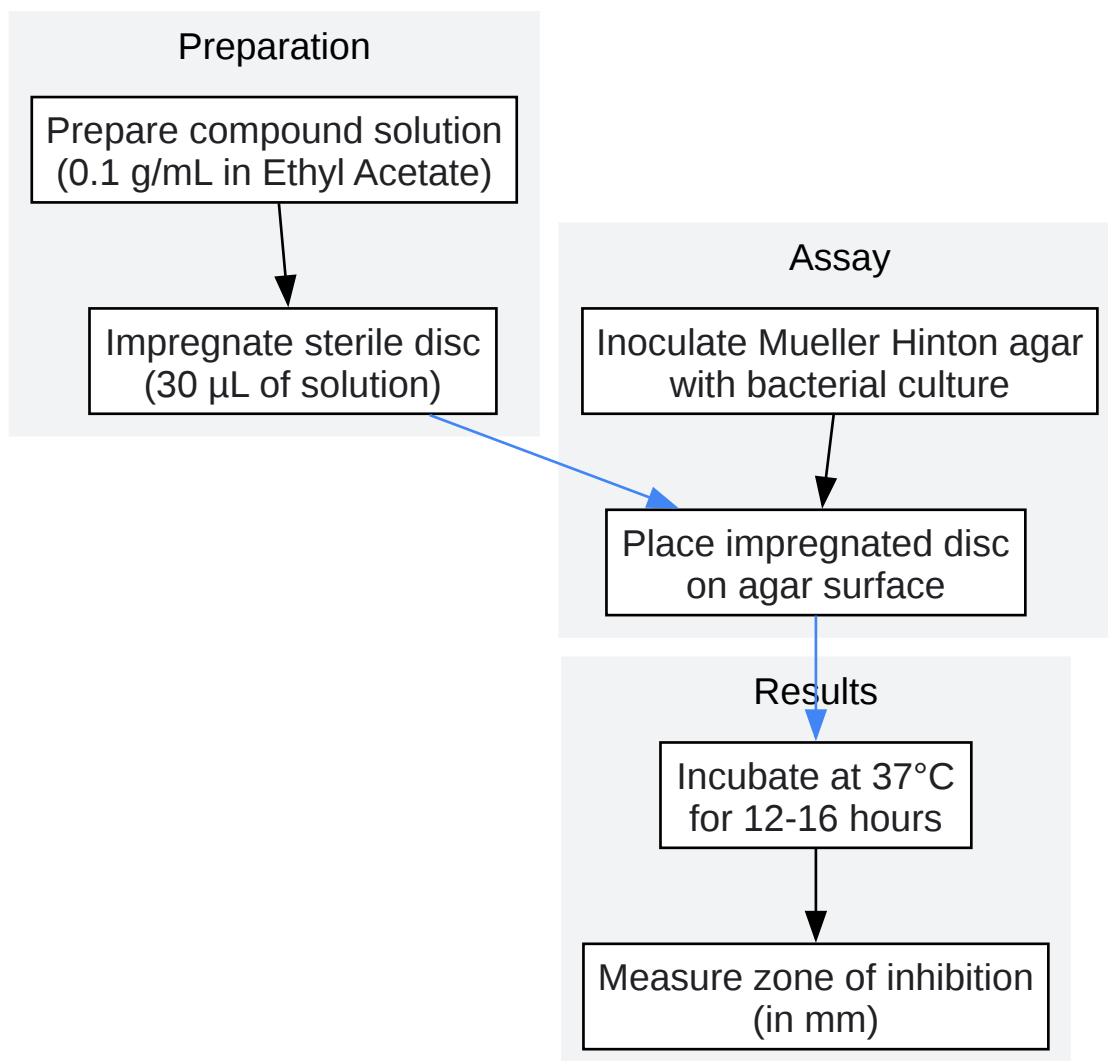 Preparation
Prepare compound solution
(0.1 g/mL in Ethyl Acetate)
Impregnate sterile disc
(30 µL of solution)
Assay
Inoculate Mueller Hinton agar
with bacterial culture
Place impregnated disc
on agar surface
Results
Incubate at 37°C
for 12-16 hours
Measure zone of inhibition
(in mm)